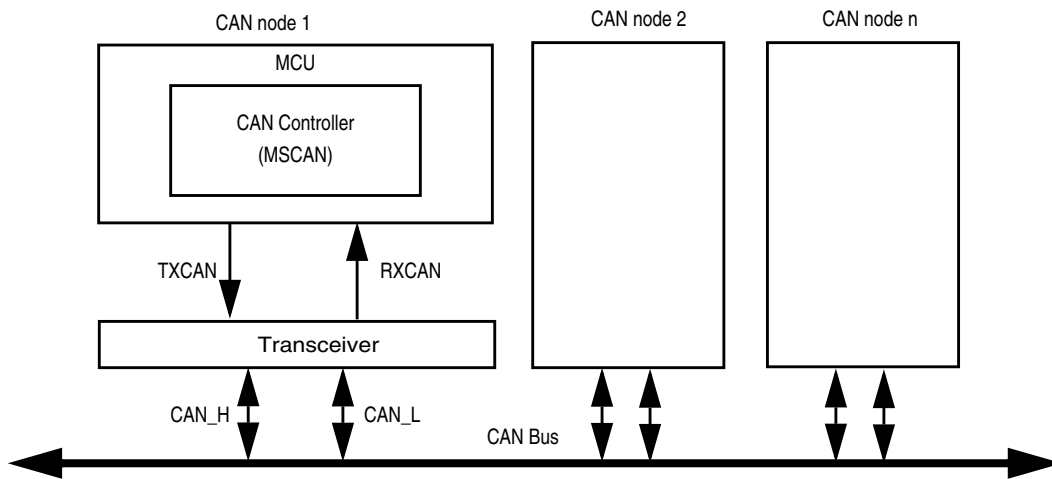 CAN node 1
CAN node 2
CAN node n
MCU
CAN Controller
(MSCAN)
TXCAN
RXCAN
Transceiver
CAN_H
CAN_L
CAN Bus